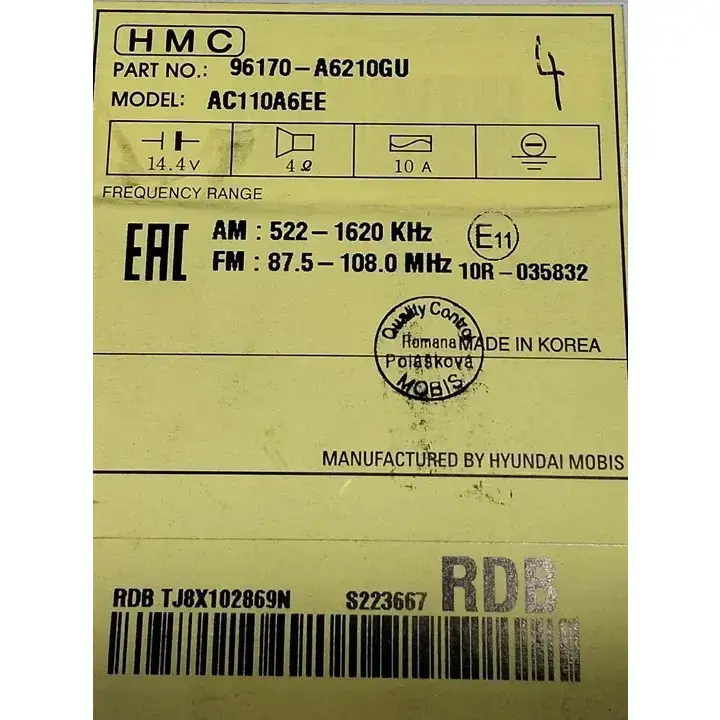 HMC
4
PART NO.: 96170-A6210GU
MODEL: AC110A6EE
14.4V
4Ω
10 A
FREQUENCY RANGE
EAC
AM : 522-1620 KHz
E11
FM : 87.5-108.0 MHz
10R-035832
Quality Control
Romana
Polášková
MOBIS
MADE IN KOREA
MANUFACTURED BY HYUNDAI MOBIS
RDB TJ8X102869N
S223667
RDB